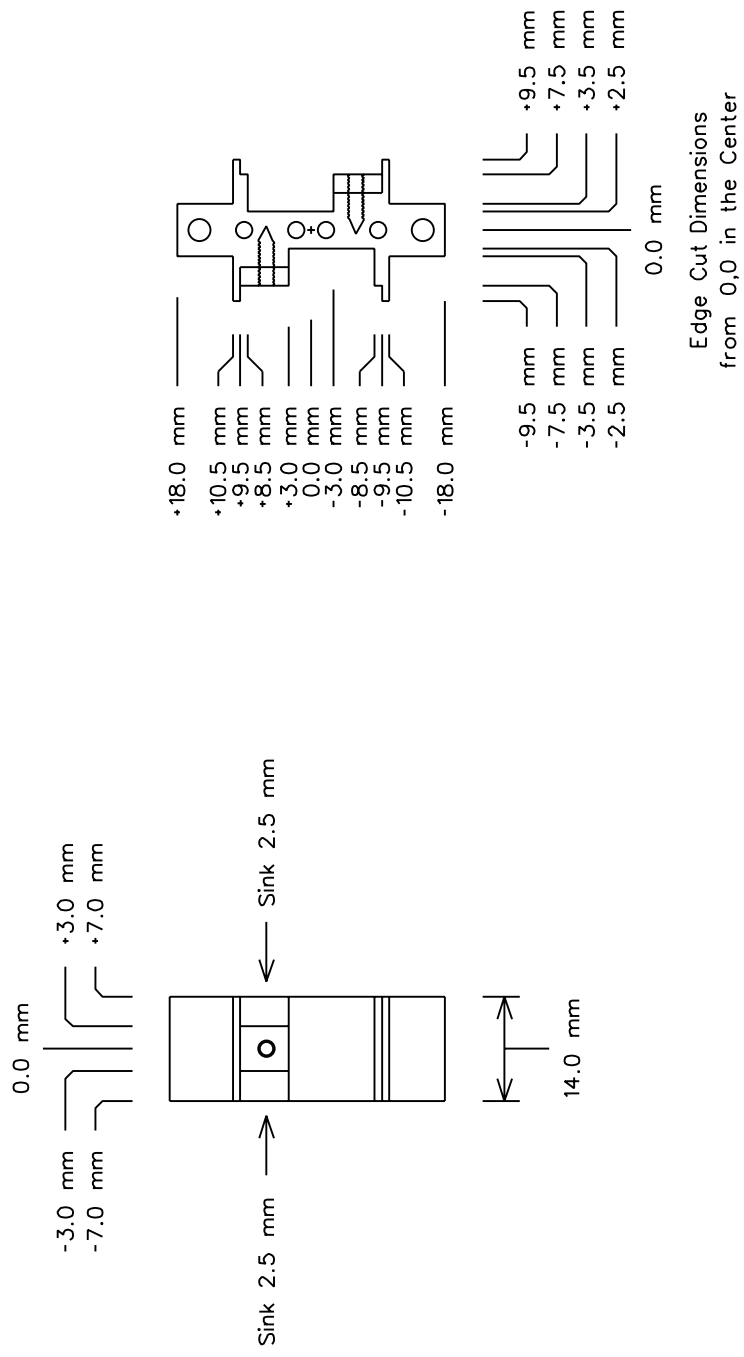 0.0 mm
-3.0 mm
+3.0 mm
-7.0 mm
+7.0 mm
Sink 2.5 mm
Sink 2.5 mm
14.0 mm
+18.0 mm
+10.5 mm
+9.5 mm
+8.5 mm
+3.0 mm
0.0 mm
-3.0 mm
-8.5 mm
-9.5 mm
-10.5 mm
-18.0 mm
-9.5 mm
+9.5 mm
-7.5 mm
+7.5 mm
-3.5 mm
+3.5 mm
-2.5 mm
+2.5 mm
0.0 mm
Edge Cut Dimensions
from 0,0 in the Center